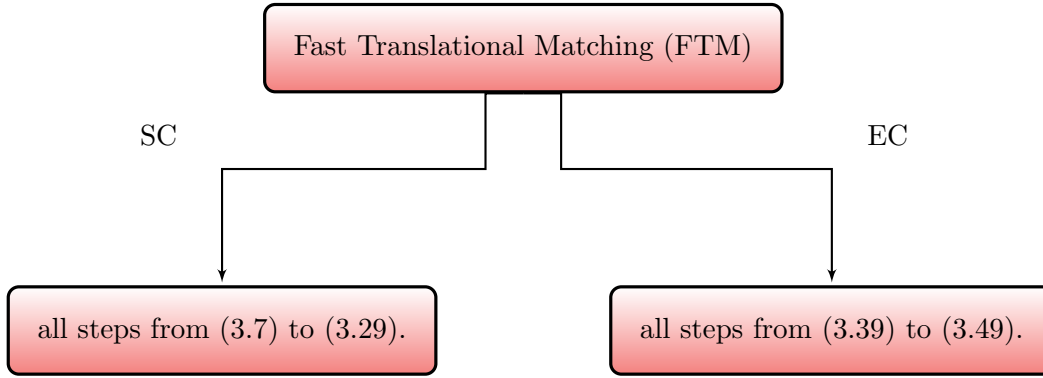 Fast Translational Matching (FTM)
SC
EC
all steps from (3.7) to (3.29).
all steps from (3.39) to (3.49).